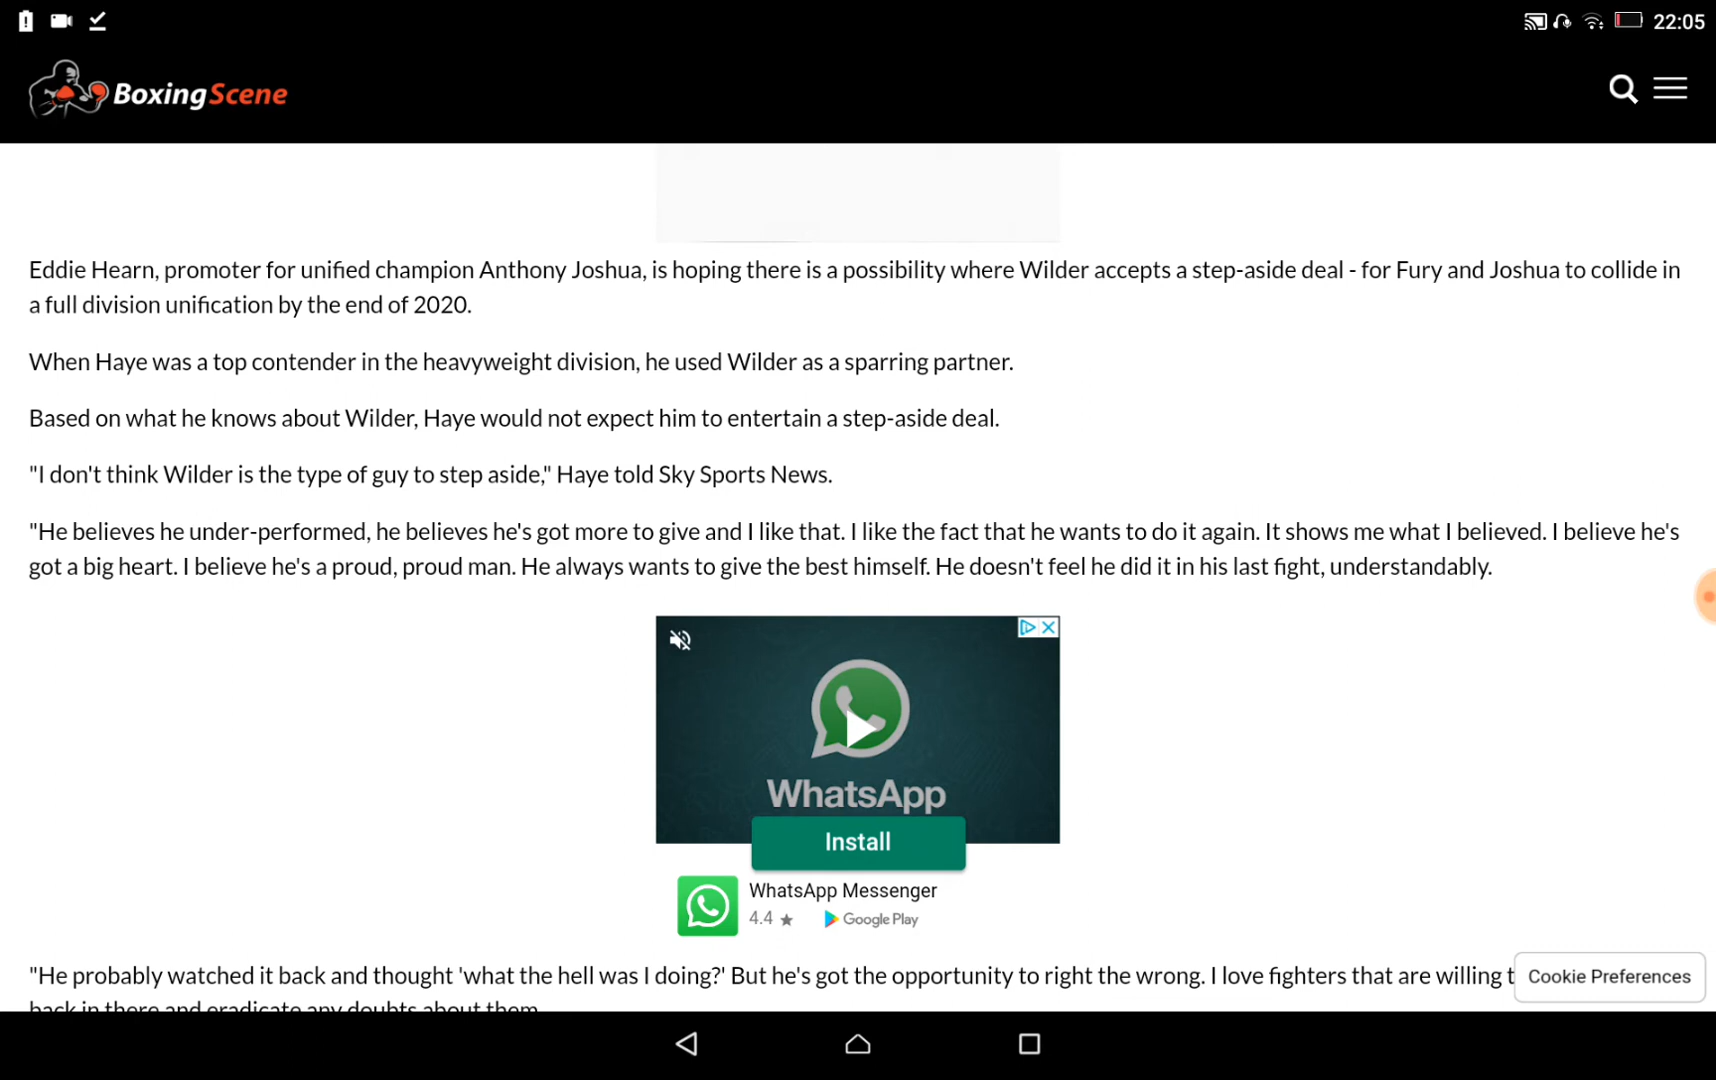 22:05
BoxingScene
Eddie Hearn, promoter for unified champion Anthony Joshua, is hoping there is a possibility where Wilder accepts a step-aside deal - for Fury and Joshua to collide in
a full division unification by the end of 2020.
When Haye was a top contender in the heavyweight division, he used Wilder as a sparring partner.
Based on what he knows about Wilder, Haye would not expect him to entertain a step-aside deal.
"I don't think Wilder is the type of guy to step aside," Haye told Sky Sports News.
"He believes he under-performed, he believes he's got more to give and I like that. I like the fact that he wants to do it again. It shows me what I believed. I believe he's
got a big heart. I believe he's a proud, proud man. He always wants to give the best himself. He doesn't feel he did it in his last fight, understandably.
WhatsApp
Install
WhatsApp Messenger
4.4 ★ Google Play
"He probably watched it back and thought 'what the hell was I doing?' But he's got the opportunity to right the wrong. I love fighters that are willing t
Cookie Preferences
back in there and eradicate any doubts about them